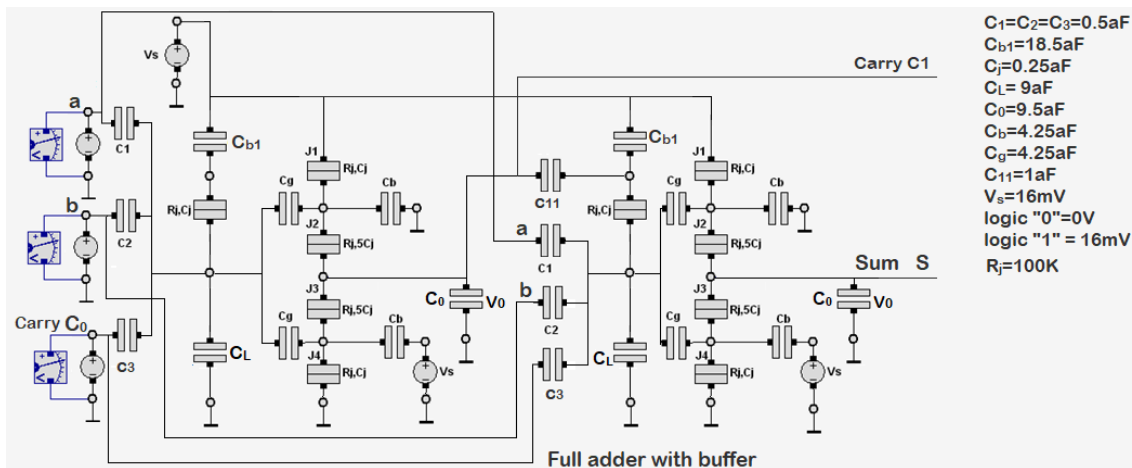 Vs
a
C1
Cb1
J1
Rj,Cj
Cg
Cb
Rj,Cj
J2
Rj,5Cj
b
C2
J3
Rj,5Cj
C0
V0
Carry C0
C3
CL
Cg
Cb
J4
Rj,Cj
Vs
Carry C1
C11
a
C1
b
C2
C3
Cb1
Rj,Cj
CL
J1
Rj,Cj
Cg
Cb
J2
Rj,5Cj
Sum S
J3
Rj,5Cj
C0
V0
Cg
Cb
J4
Rj,Cj
Vs
Full adder with buffer
C1=C2=C3=0.5aF
Cb1=18.5aF
Cj=0.25aF
CL= 9aF
C0=9.5aF
Cb=4.25aF
Cg=4.25aF
C11=1aF
Vs=16mV
logic "0"=0V
logic "1" = 16mV
Rj=100K